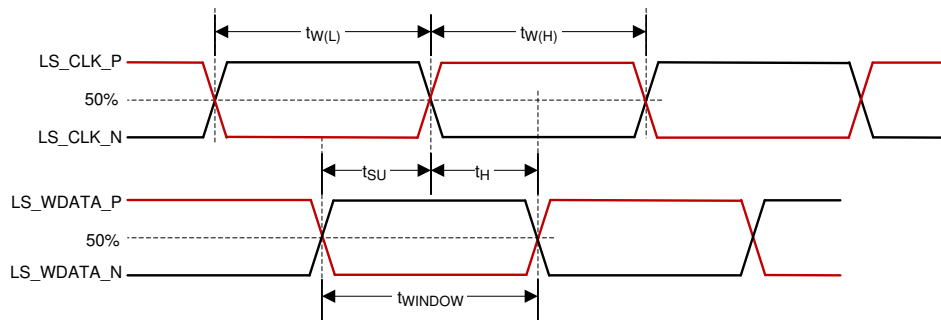 tW(L)
tW(H)
LS_CLK_P
50%
LS_CLK_N
tSU
tH
LS_WDATA_P
50%
LS_WDATA_N
tWINDOW